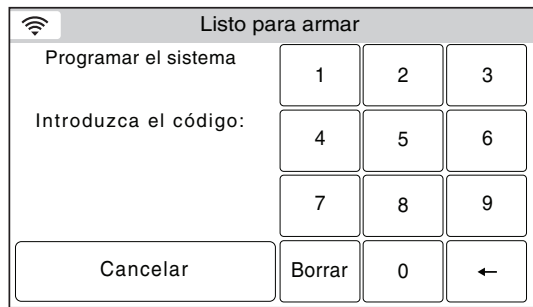 Listo para armar
Programar el sistema
Introduzca el código:
1 2 3
4 5 6
7 8 9
Cancelar
Borrar 0 ←